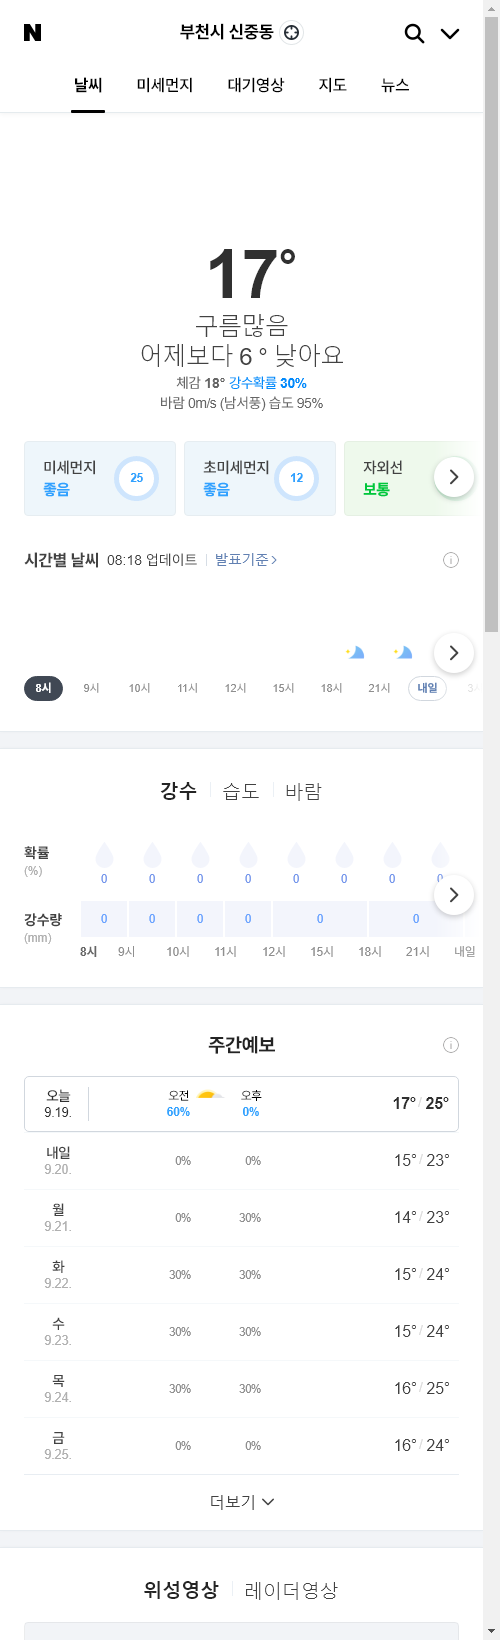 N
부천시 신중동
날씨 미세먼지 대기영상 지도 뉴스
17°
구름많음
어제보다 6 ° 낮아요
체감 18° 강수확률 30%
바람 0m/s (남서풍) 습도 95%
미세먼지 좋음 25
초미세먼지 좋음 12
자외선 보통
시간별 날씨 08:18 업데이트 발표기준
8시 9시 10시 11시 12시 15시 18시 21시 내일
강수 습도 바람
확률 (%) 0 0 0 0 0 0 0 0
강수량 (mm) 0 0 0 0 0 0
8시 9시 10시 11시 12시 15시 18시 21시 내일
주간예보
오늘 9.19. 오전 60% 오후 0% 17° / 25°
내일 9.20. 0% 0% 15° / 23°
월 9.21. 0% 30% 14° / 23°
화 9.22. 30% 30% 15° / 24°
수 9.23. 30% 30% 15° / 24°
목 9.24. 30% 30% 16° / 25°
금 9.25. 0% 0% 16° / 24°
더보기
위성영상 레이더영상